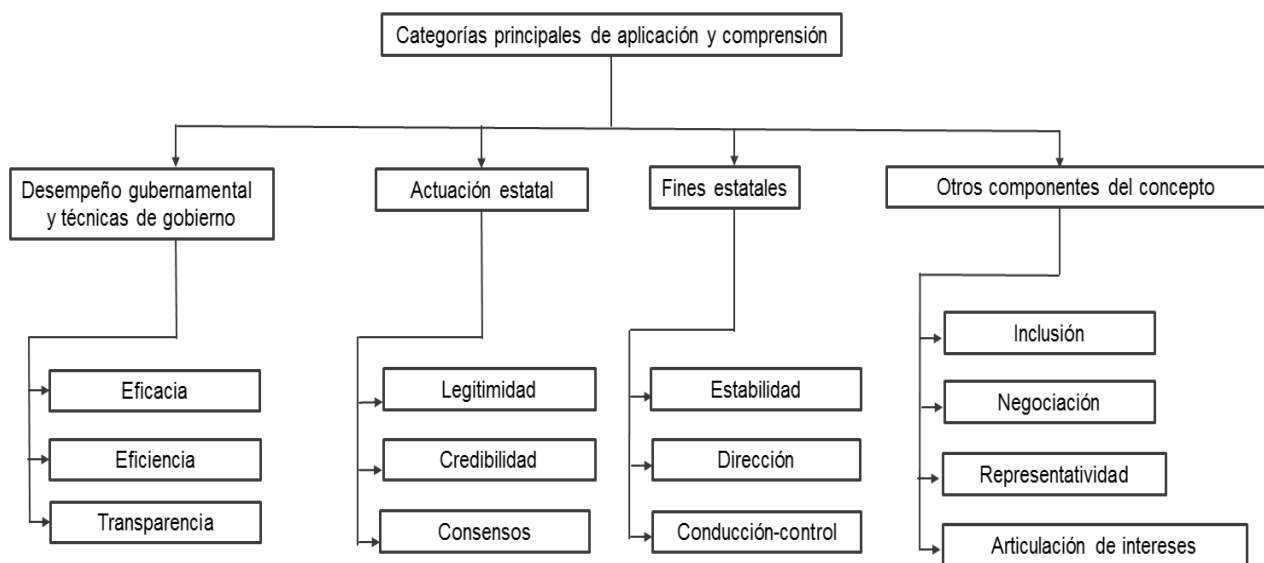 Categorías principales de aplicación y comprensión
Desempeño gubernamental
y técnicas de gobierno
Actuación estatal
Fines estatales
Otros componentes del concepto
Eficacia
Eficiencia
Transparencia
Legitimidad
Credibilidad
Consensos
Estabilidad
Dirección
Conducción-control
Inclusión
Negociación
Representatividad
Articulación de intereses